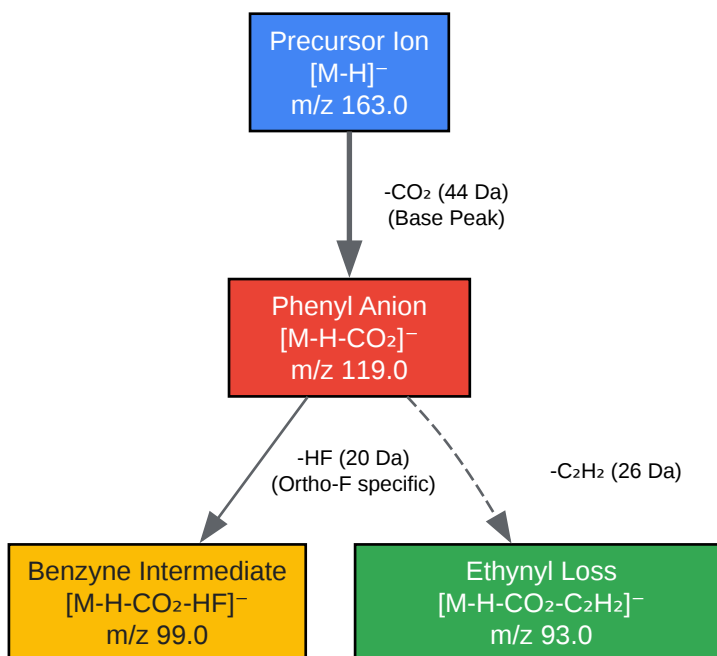 Precursor Ion
[M-H]⁻
m/z 163.0
-CO₂ (44 Da)
(Base Peak)
Phenyl Anion
[M-H-CO₂]⁻
m/z 119.0
-HF (20 Da)
(Ortho-F specific)
-C₂H₂ (26 Da)
Benzyne Intermediate
[M-H-CO₂-HF]⁻
m/z 99.0
Ethynyl Loss
[M-H-CO₂-C₂H₂]⁻
m/z 93.0